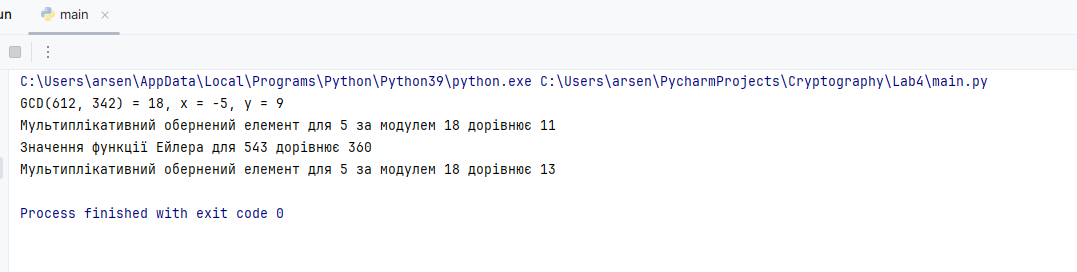 un
main
C:\Users\arsen\AppData\Local\Programs\Python\Python39\python.exe C:\Users\arsen\PycharmProjects\Cryptography\Lab4\main.py
GCD(612, 342) = 18, x = -5, y = 9
Мультиплікативний обернений елемент для 5 за модулем 18 дорівнює 11
Значення функції Ейлера для 543 дорівнює 360
Мультиплікативний обернений елемент для 5 за модулем 18 дорівнює 13
Process finished with exit code 0